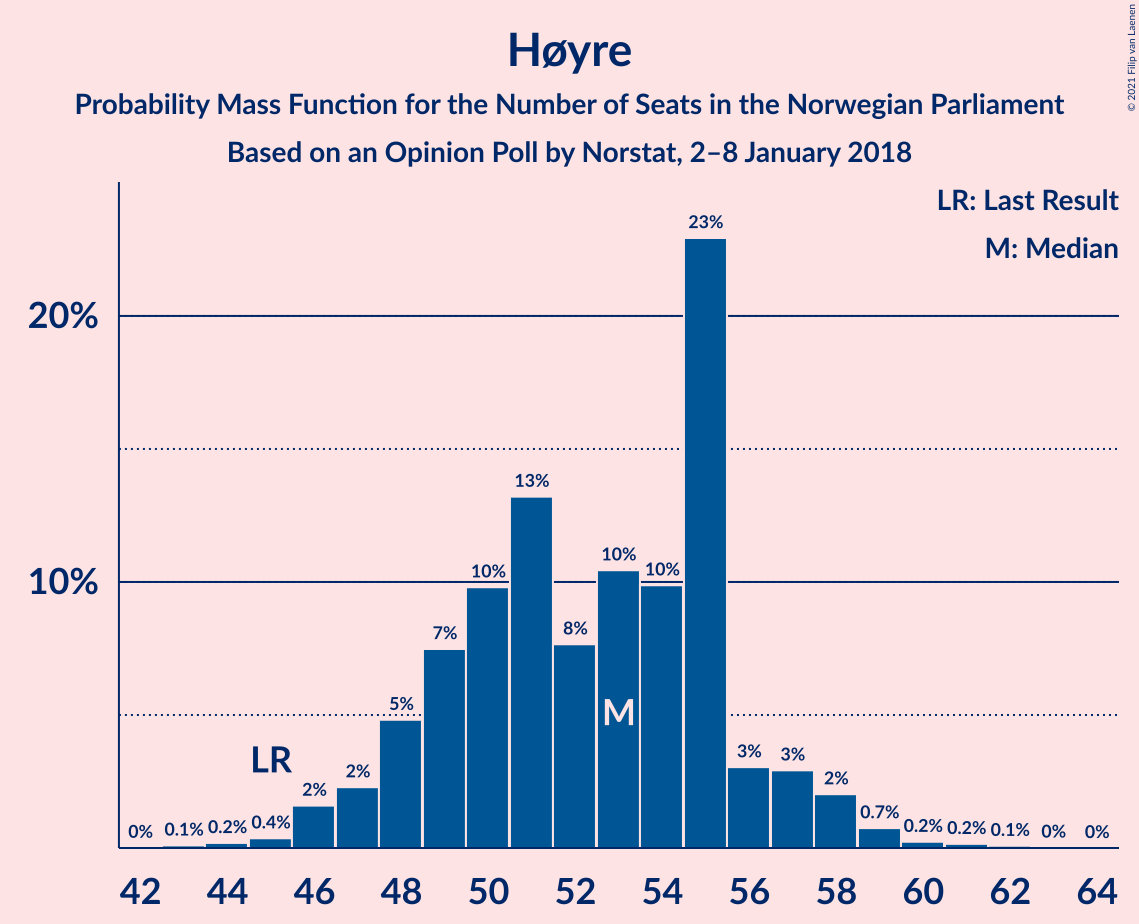 Høyre
Probability Mass Function for the Number of Seats in the Norwegian Parliament
Based on an Opinion Poll by Norstat, 2–8 January 2018
© 2021 Filip van Laenen
LR: Last Result
M: Median
20%
10%
0%
0.1%
0.2%
0.4%
LR
2%
2%
5%
7%
10%
13%
8%
10%
M
10%
23%
3%
3%
2%
0.7%
0.2%
0.2%
0.1%
0%
0%
42 44 46 48 50 52 54 56 58 60 62 64